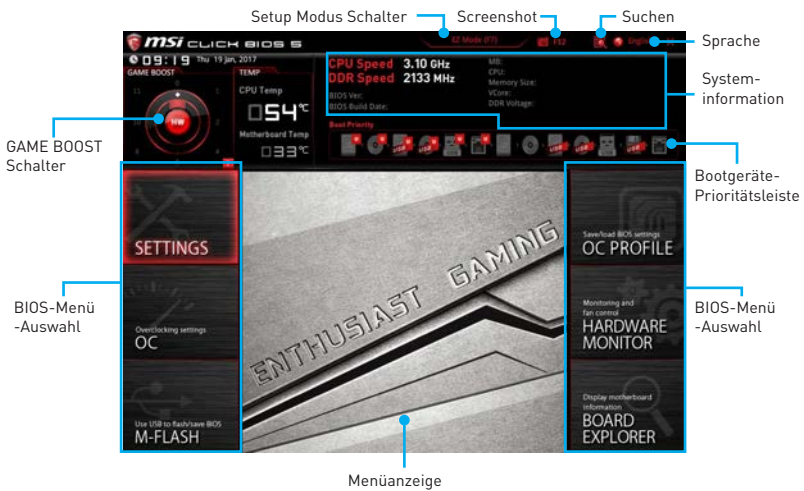 Setup Modus Schalter
Screenshot
Suchen
msi CLICK BIOS 5
EZ Mode (F7)
F12
English
Sprache
09:19 Thu 19 Jan, 2017
GAME BOOST
TEMP
CPU Temp
54°C
Motherboard Temp
33°C
HW
CPU Speed 3.10 GHz
DDR Speed 2133 MHz
BIOS Ver:
BIOS Build Date:
MB:
CPU:
Memory Size:
VCore:
DDR Voltage:
System-
information
Boot Priority
USB USB USB USB
GAME BOOST
Schalter
Bootgeräte-
Prioritätsleiste
SETTINGS
Overclocking settings
OC
Use USB to flash/save BIOS
M-FLASH
BIOS-Menü
-Auswahl
ENTHUSIAST GAMING
Save/load BIOS settings
OC PROFILE
Monitoring and
fan control
HARDWARE
MONITOR
Display motherboard
information
BOARD
EXPLORER
BIOS-Menü
-Auswahl
Menüanzeige